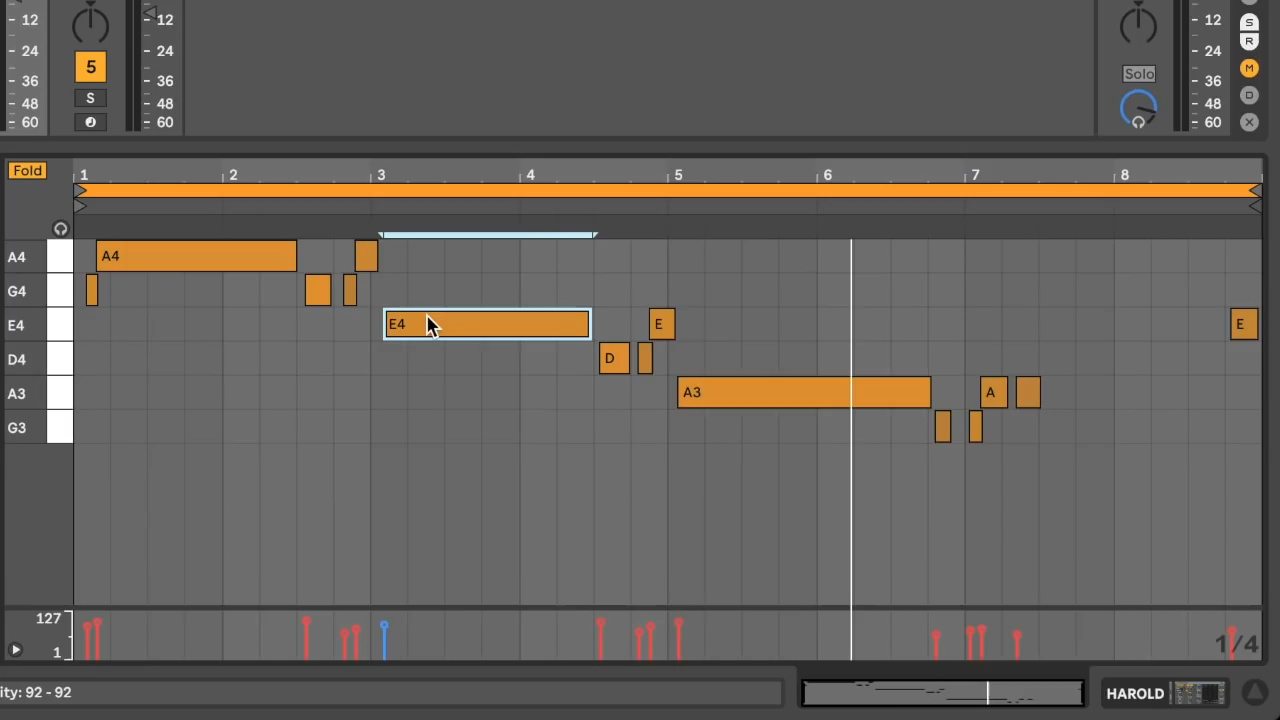 12 12 12 S
24 24 24 R
5
Solo
36 36 36 M
S
48 48 48 D
60 60 60 X
Fold
1 2 3 4 5 6 7 8
A4 A4
G4
E4 E4 E E
D4 D
A3 A3 A
G3
127
1
1/4
ity: 92 - 92
HAROLD